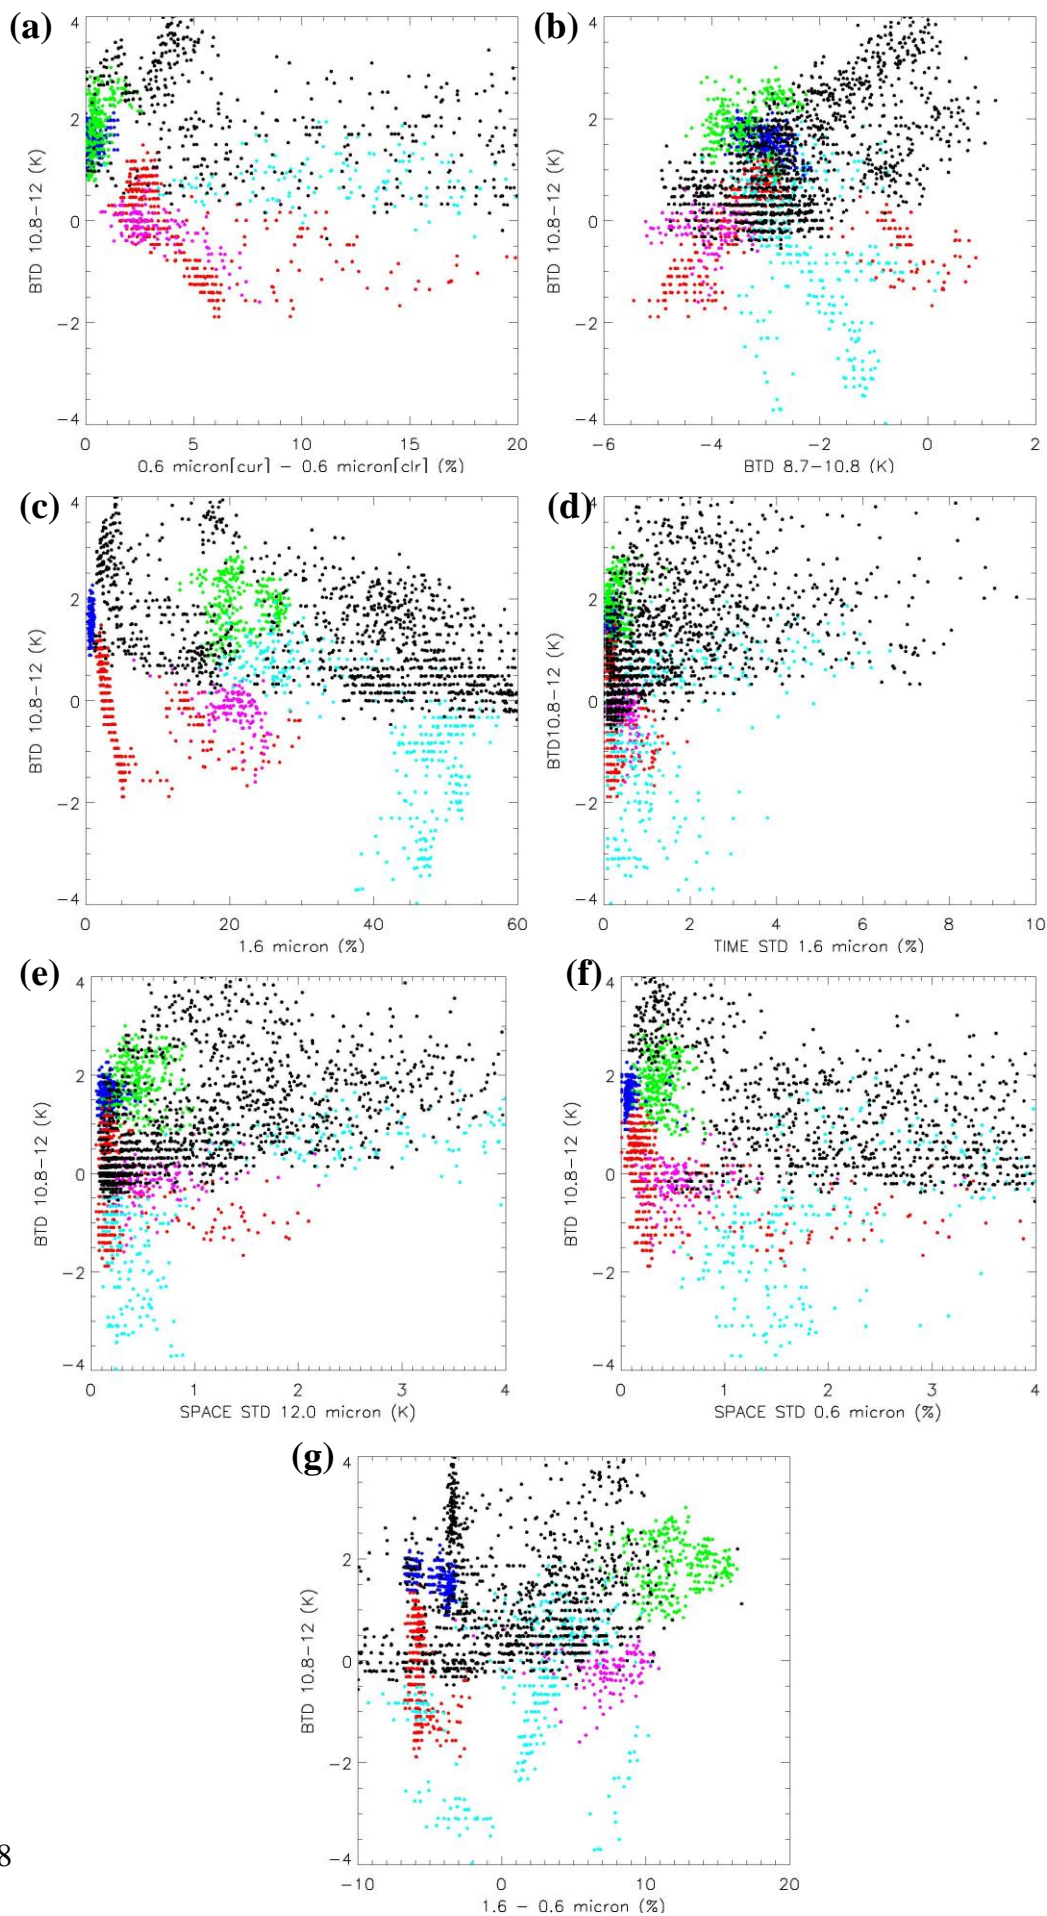 (a)
4
2
0
−2
−4
BTD 10.8−12 (K)
0 5 10 15 20
0.6 micron[cur] − 0.6 micron[clr] (%)
(b)
4
2
0
−2
−4
BTD 10.8−12 (K)
−6 −4 −2 0 2
BTD 8.7−10.8 (K)
(c)
4
2
0
−2
−4
BTD 10.8−12 (K)
0 20 40 60
1.6 micron (%)
(d)
4
2
0
−2
−4
BTD10.8−12 (K)
0 2 4 6 8 10
TIME STD 1.6 micron (%)
(e)
4
2
0
−2
−4
BTD 10.8−12 (K)
0 1 2 3 4
SPACE STD 12.0 micron (K)
(f)
4
2
0
−2
−4
BTD 10.8−12 (K)
0 1 2 3 4
SPACE STD 0.6 micron (%)
(g)
4
2
0
−2
−4
BTD 10.8−12 (K)
−10 0 10 20
1.6 − 0.6 micron (%)
8